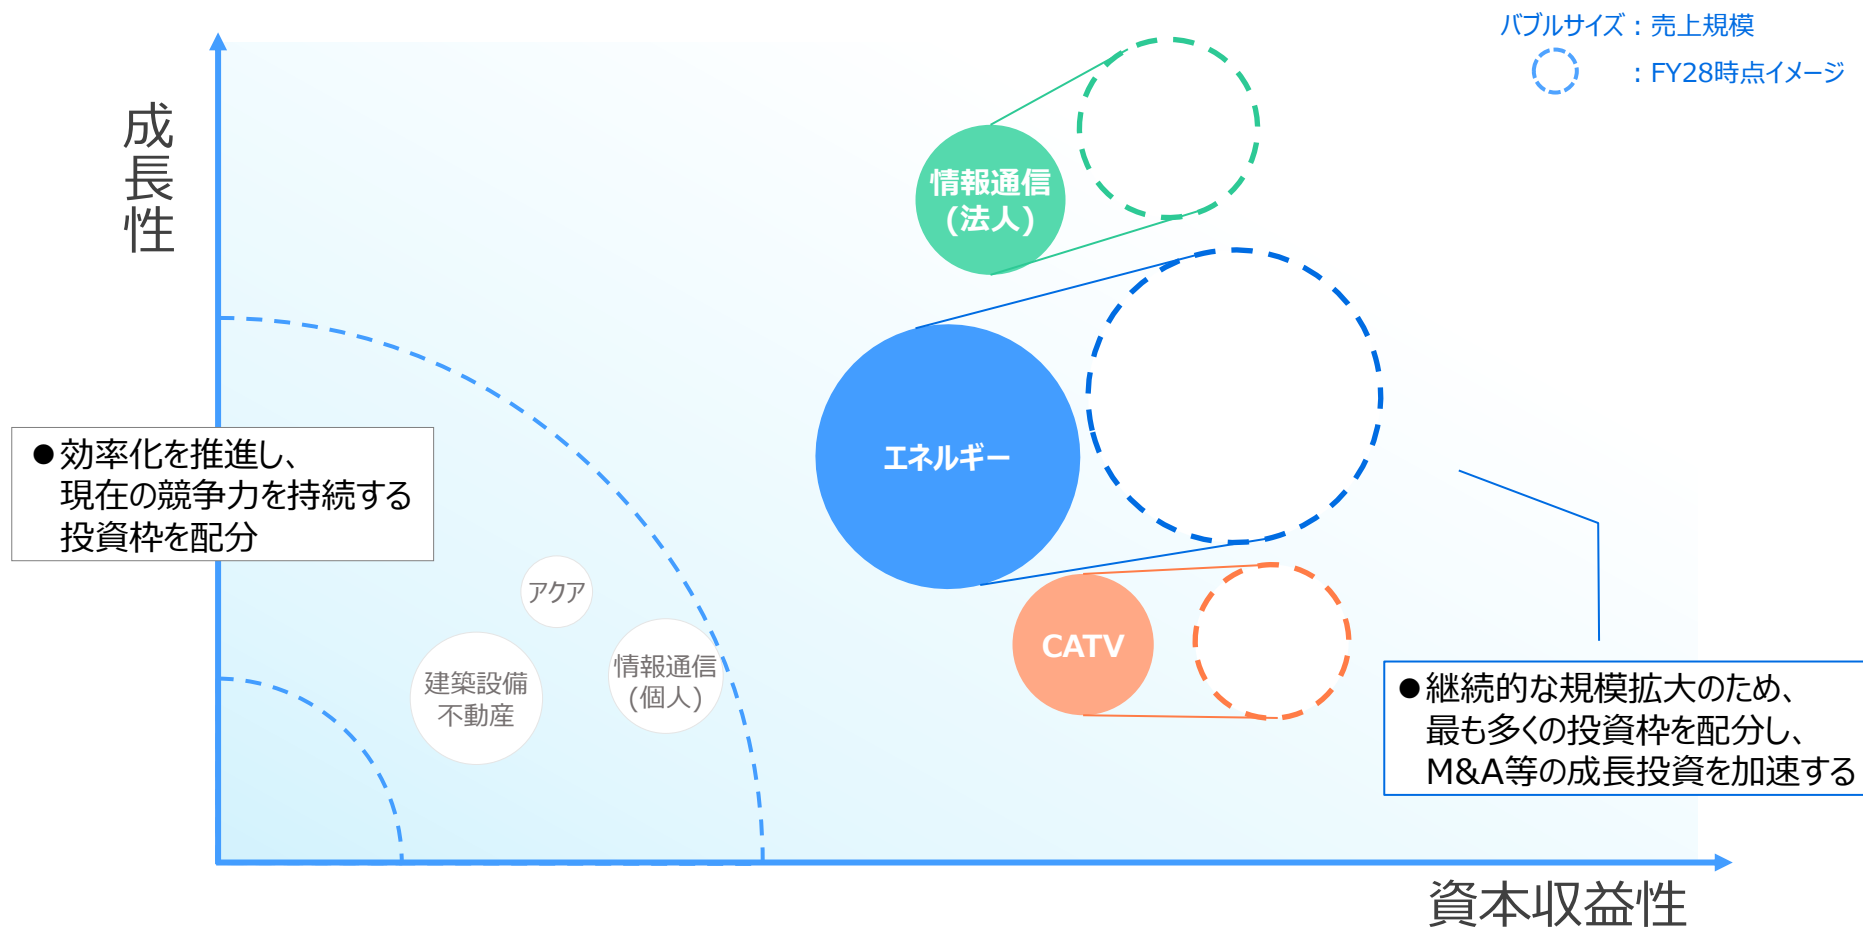 バブルサイズ：売上規模
：FY28時点イメージ
成長性
情報通信
(法人)
エネルギー
●効率化を推進し、
現在の競争力を持続する
投資枠を配分
アクア
情報通信
(個人)
建築設備
不動産
CATV
●継続的な規模拡大のため、
最も多くの投資枠を配分し、
M&A等の成長投資を加速する
資本収益性